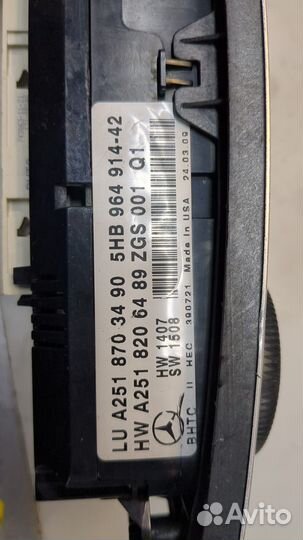 LU A251 870 34 90 5HB 964 914-42
HW A251 820 64 89 ZGS 001 Q1
HW 1407
SW 1508
BHTC II HEC 390721 Made in USA 24.03.09
Avito